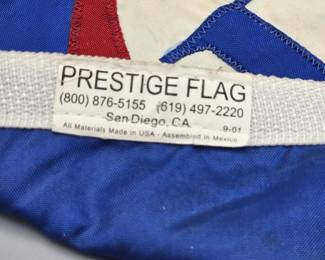 PRESTIGE FLAG
(800) 876-5155 (619) 497-2220
San Diego, CA
9-01
All Materials Made in USA - Assembled in Mexico